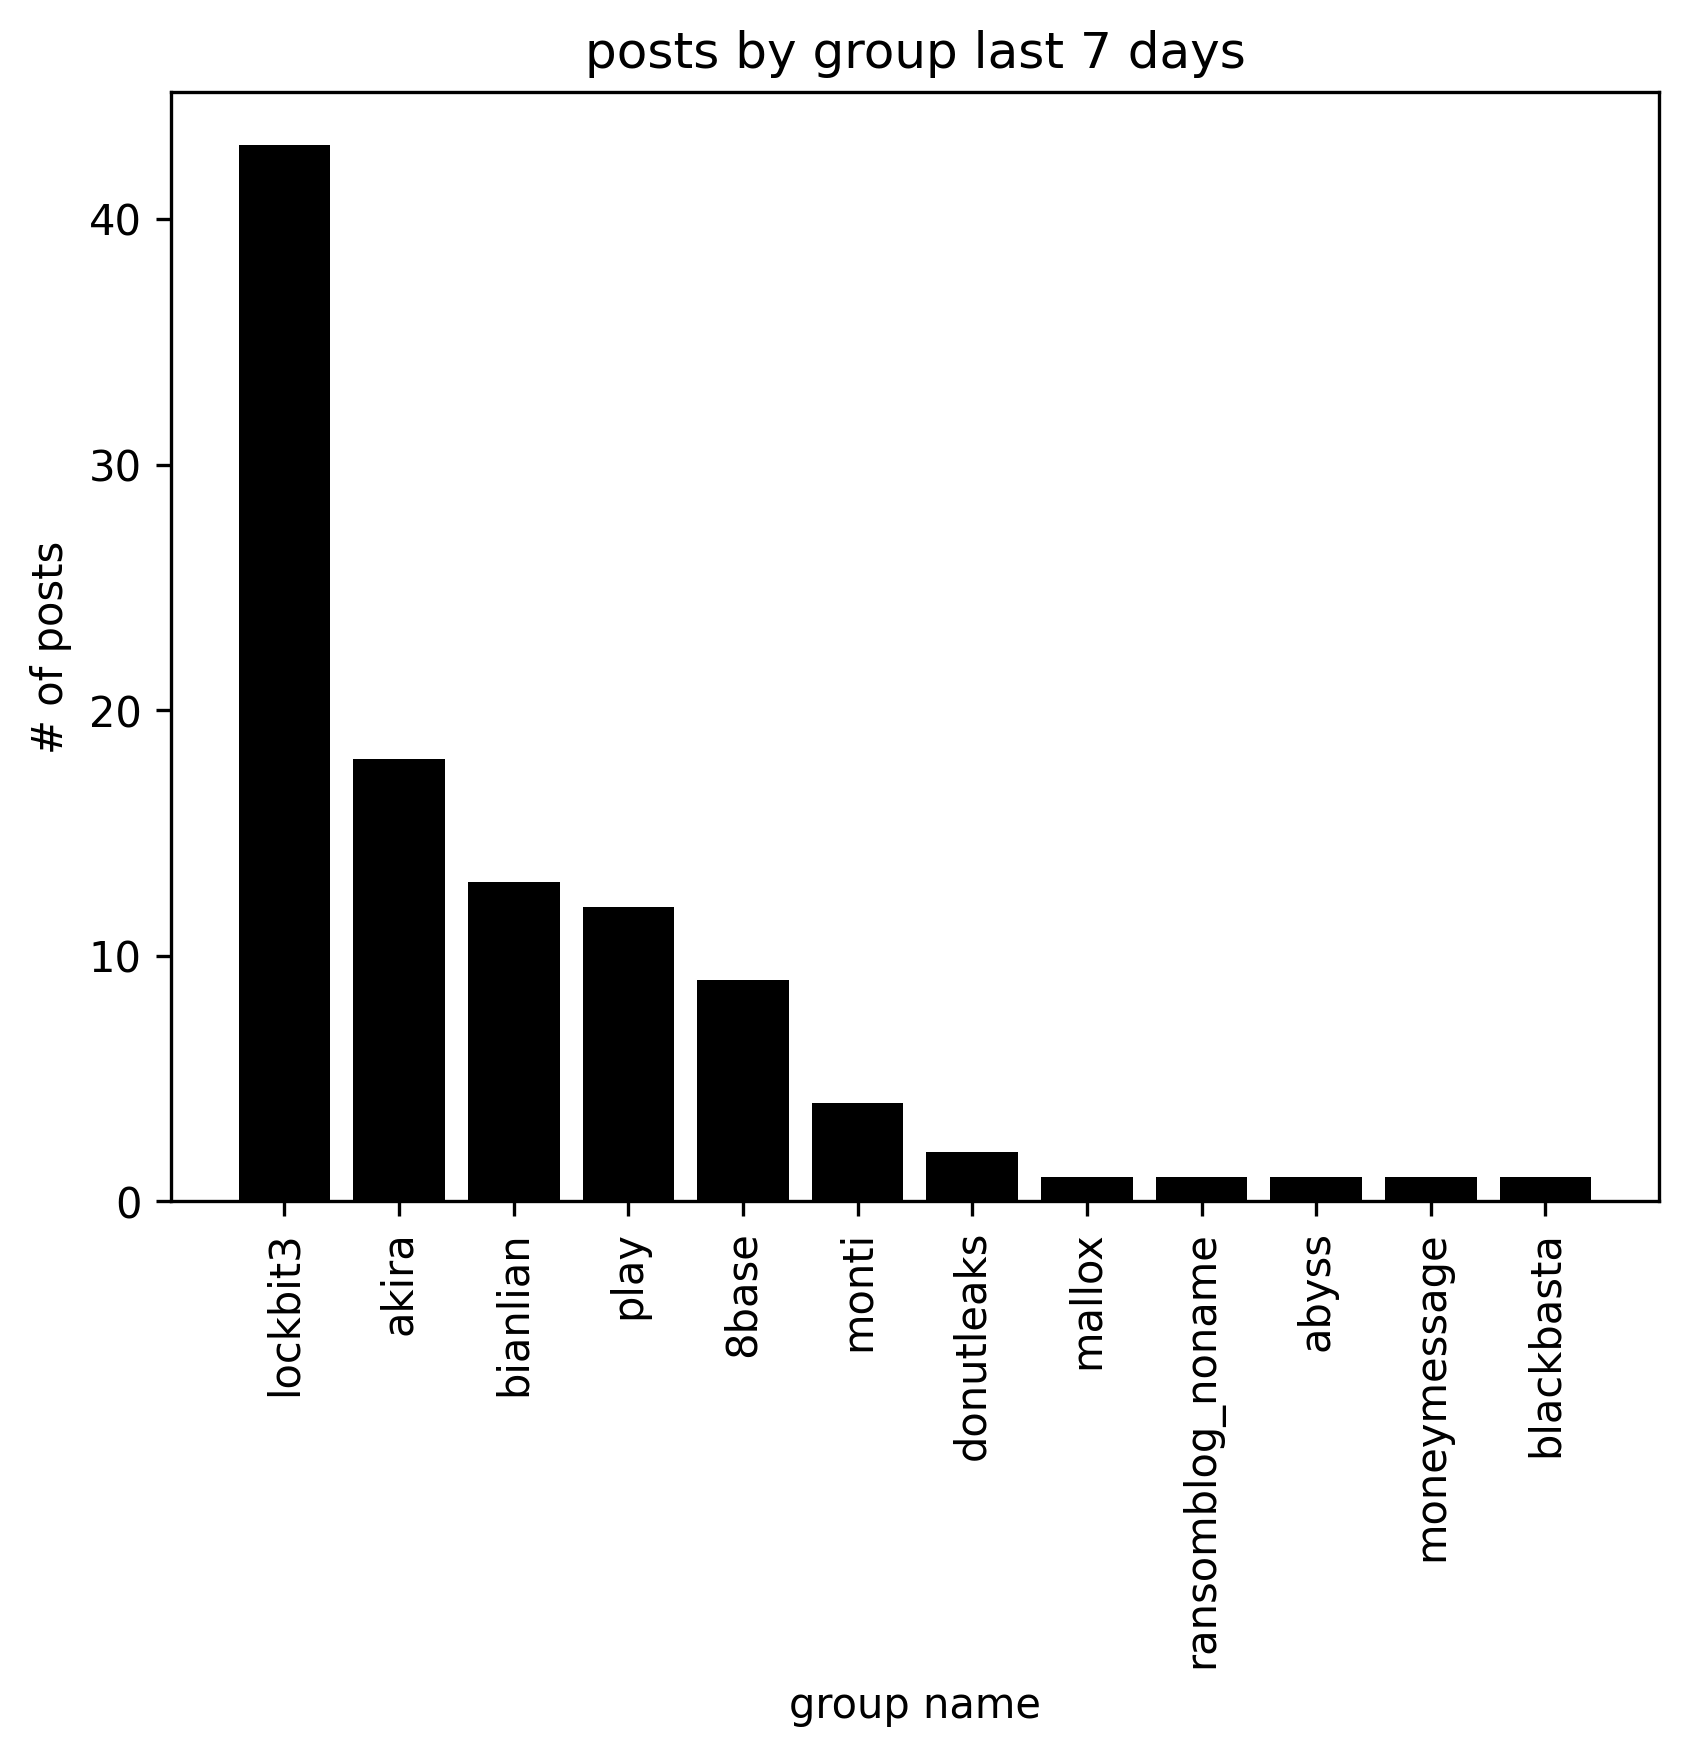 posts by group last 7 days
# of posts
40
30
20
10
0
lockbit3
akira
bianlian
play
8base
monti
donutleaks
mallox
ransomblog_noname
abyss
moneymessage
blackbasta
group name